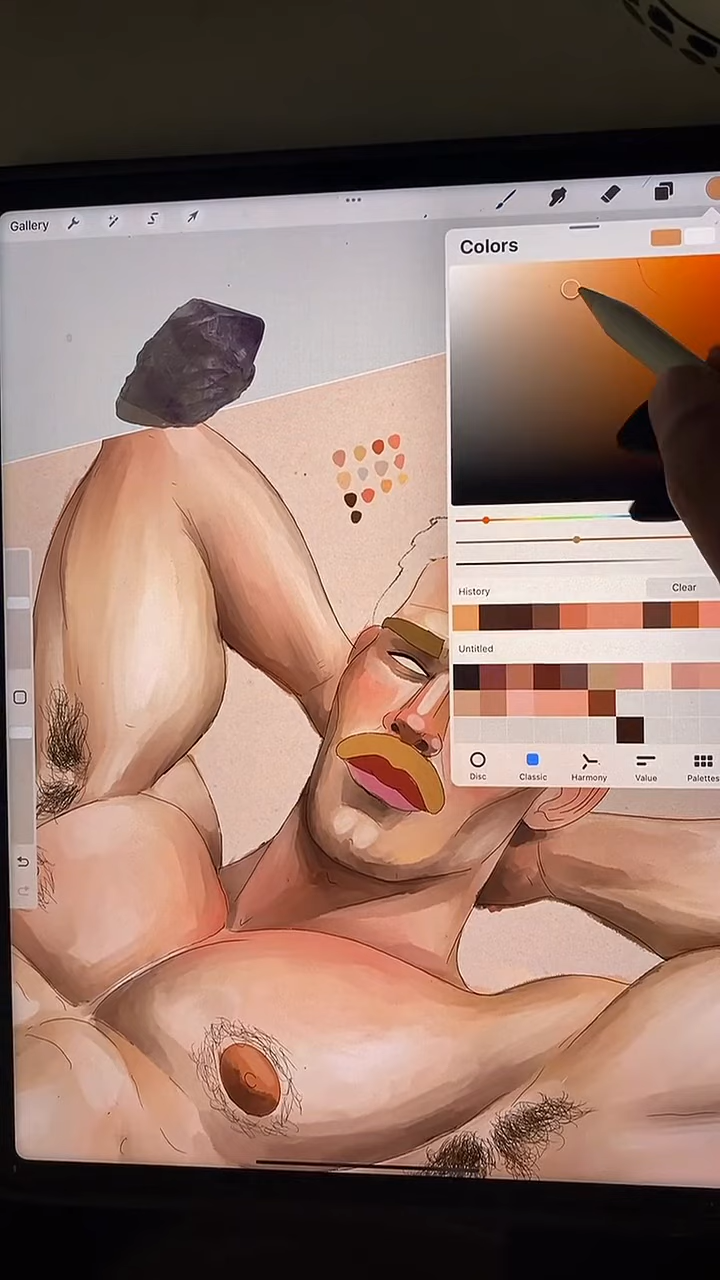 Gallery
Colors
History
Clear
Untitled
Disc
Classic
Harmony
Value
Palettes